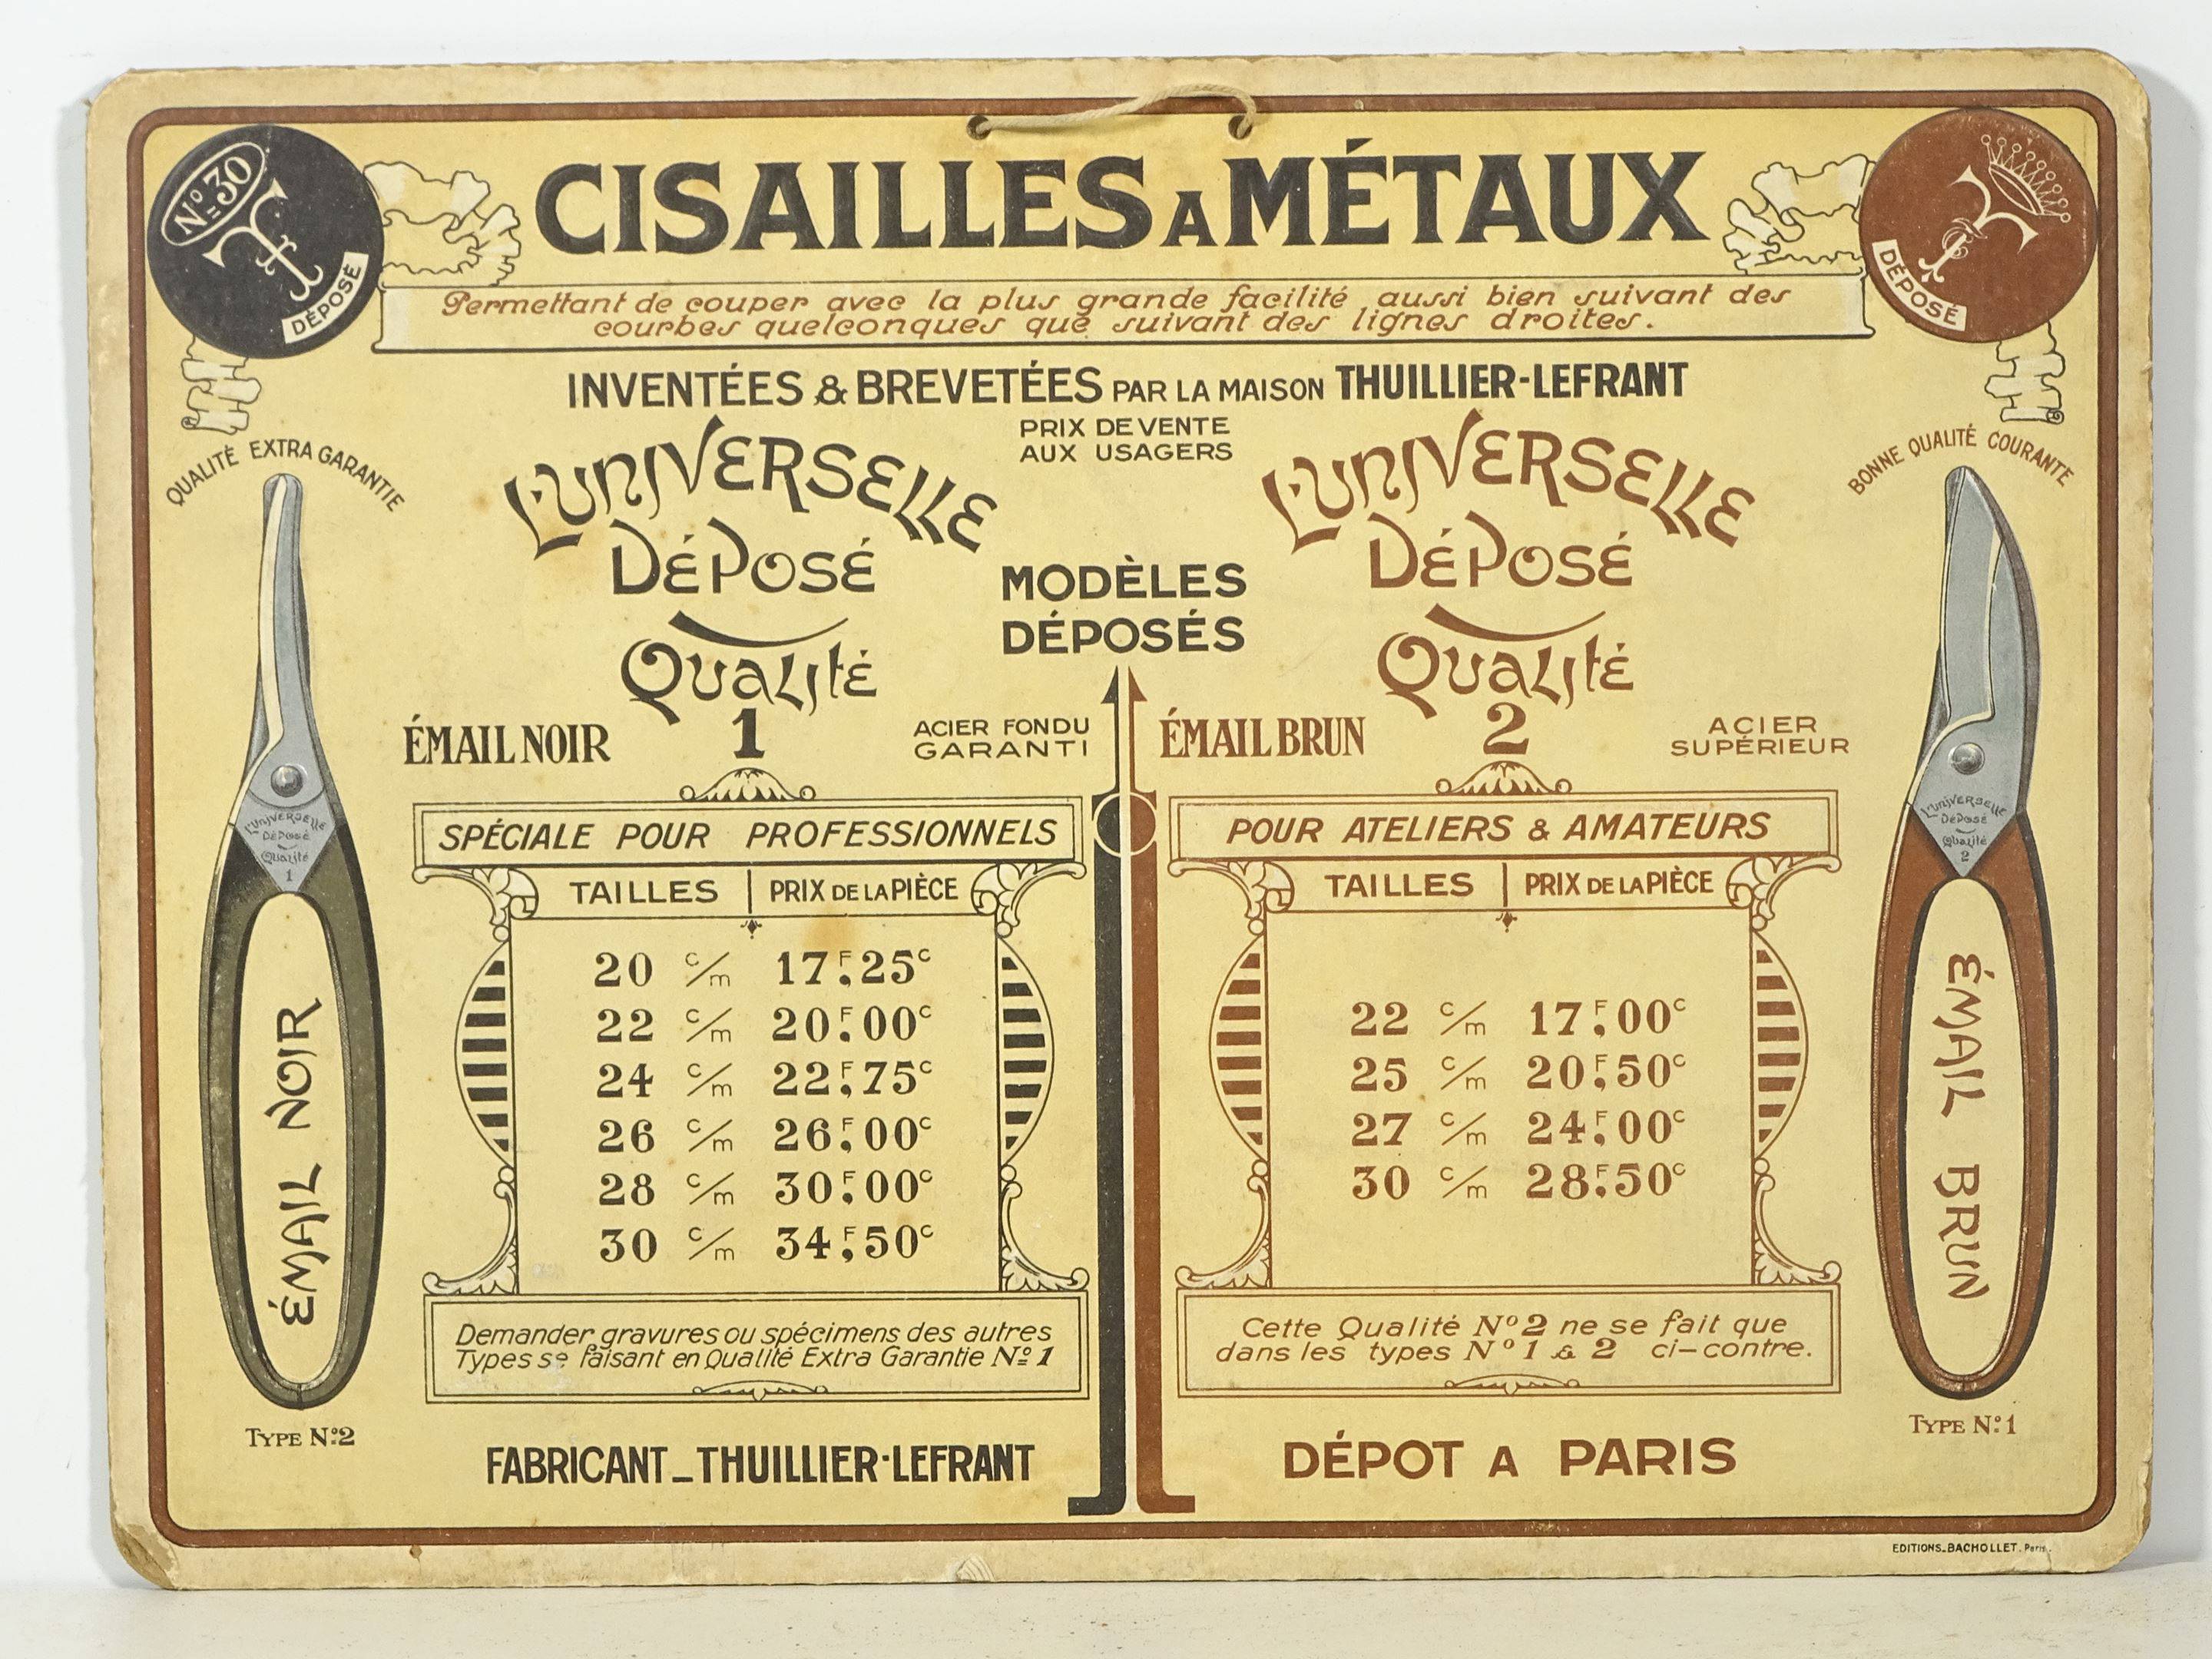 CISAILLES A MÉTAUX
Nº 30
DÉPOSÉ
DÉPOSÉ
Permettant de couper avec la plus grande facilité, aussi bien suivant des
courbes quelconques que suivant des lignes droites.
INVENTÉES & BREVETÉES PAR LA MAISON THUILLIER-LEFRANT
PRIX DE VENTE
AUX USAGERS
QUALITÉ EXTRA GARANTIE
L'UNIVERSELLE
DÉPOSÉ
QUALITÉ
1
ÉMAIL NOIR
ACIER FONDU
GARANTI
MODÈLES
DÉPOSÉS
L'UNIVERSELLE
DÉPOSÉ
QUALITÉ
2
ÉMAIL BRUN
ACIER
SUPÉRIEUR
BONNE QUALITÉ COURANTE
L'UNIVERSELLE
DÉPOSÉ
Qualité
1
ÉMAIL NOIR
TYPE Nº 2
SPÉCIALE POUR PROFESSIONNELS
TAILLES | PRIX DE LA PIÈCE
20 c/m 17F,25c
22 c/m 20F,00c
24 c/m 22F,75c
26 c/m 26F,00c
28 c/m 30F,00c
30 c/m 34F,50c
Demander gravures ou spécimens des autres
Types se faisant en Qualité Extra Garantie Nº 1
FABRICANT_THUILLIER-LEFRANT
POUR ATELIERS & AMATEURS
TAILLES | PRIX DE LA PIÈCE
22 c/m 17F,00c
25 c/m 20F,50c
27 c/m 24F,00c
30 c/m 28F,50c
Cette Qualité Nº 2 ne se fait que
dans les types Nº 1 & 2 ci-contre.
DÉPOT A PARIS
L'UNIVERSELLE
DÉPOSÉ
Qualité
2
ÉMAIL BRUN
TYPE Nº 1
EDITIONS_BACHOLLET. Paris.